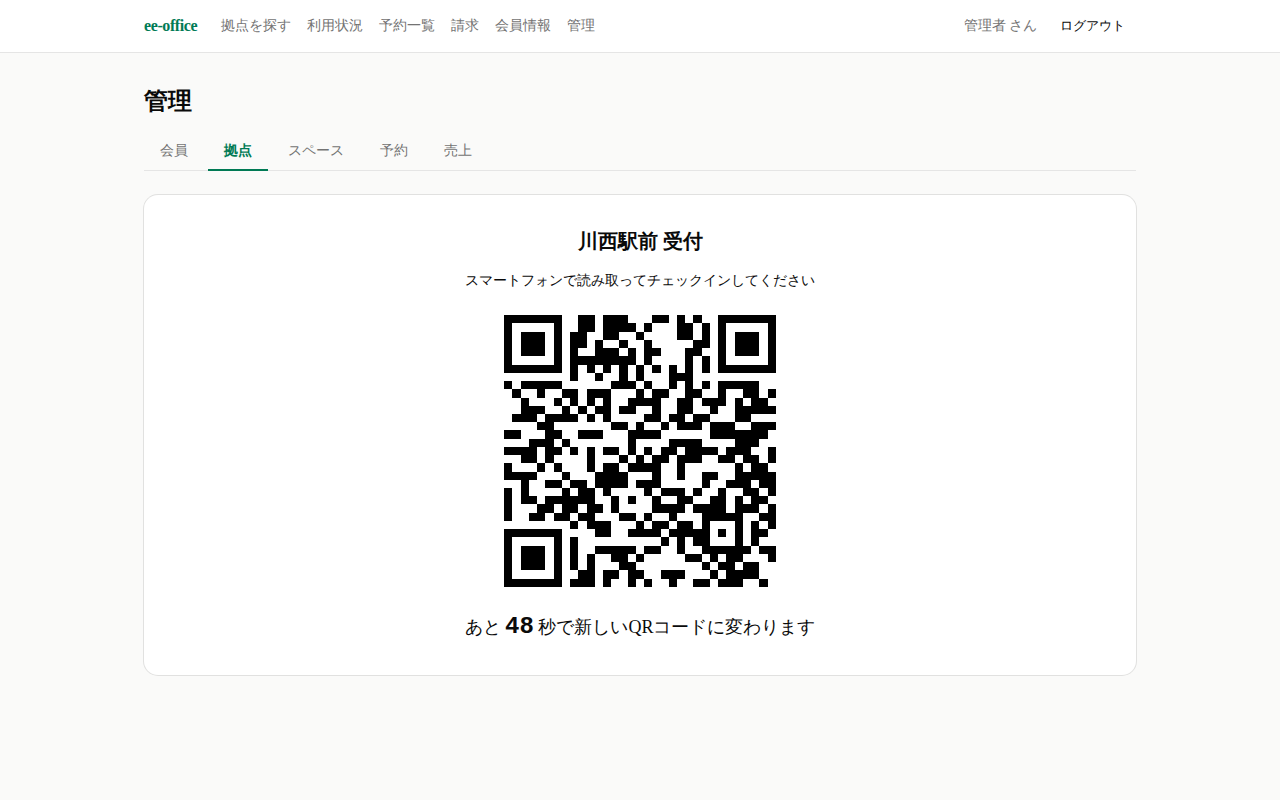 ee-office 拠点を探す 利用状況 予約一覧 請求 会員情報 管理 管理者 さん ログアウト
管理
会員 拠点 スペース 予約 売上
川西駅前 受付
スマートフォンで読み取ってチェックインしてください
あと 48 秒で新しいQRコードに変わります